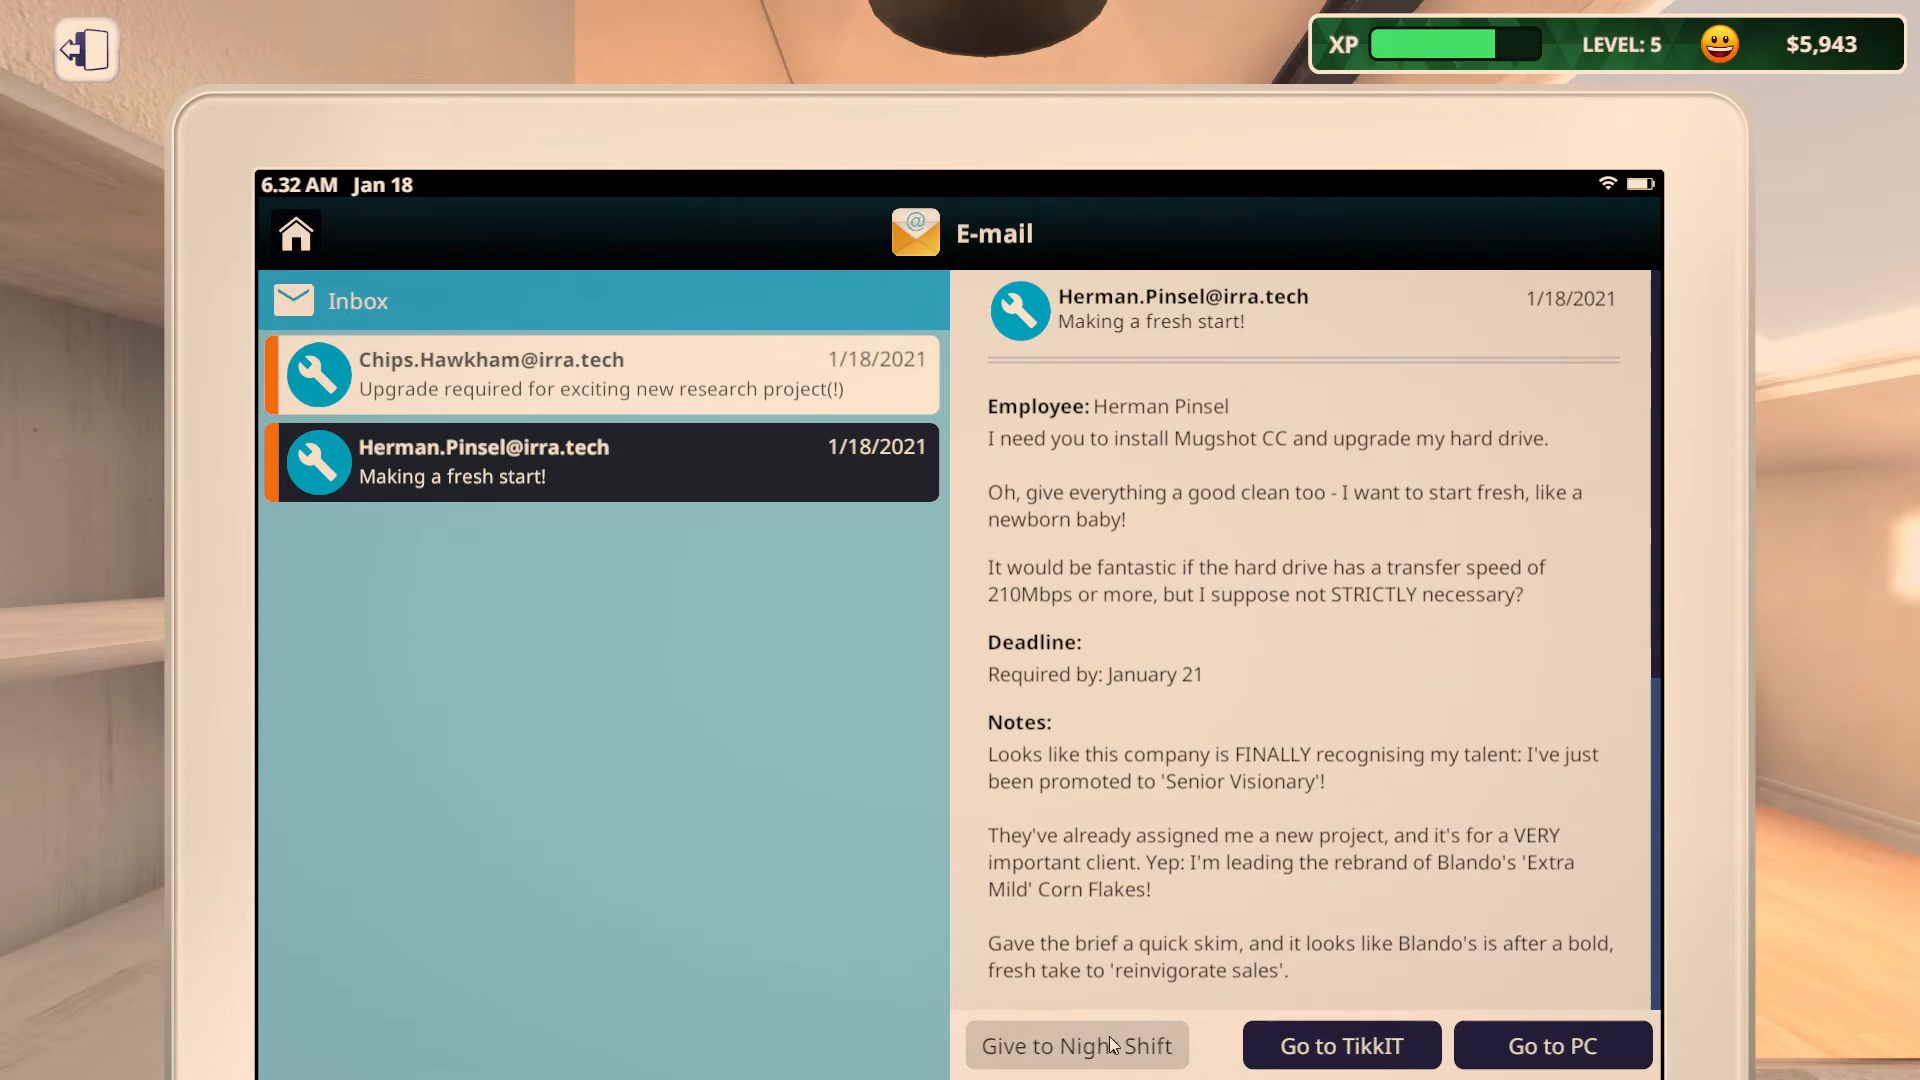 XP LEVEL: 5 $5,943
6.32 AM Jan 18
E-mail
Inbox
Chips.Hawkham@irra.tech 1/18/2021
Upgrade required for exciting new research project(!)
Herman.Pinsel@irra.tech 1/18/2021
Making a fresh start!
Herman.Pinsel@irra.tech 1/18/2021
Making a fresh start!
Employee: Herman Pinsel
I need you to install Mugshot CC and upgrade my hard drive.
Oh, give everything a good clean too - I want to start fresh, like a
newborn baby!
It would be fantastic if the hard drive has a transfer speed of
210Mbps or more, but I suppose not STRICTLY necessary?
Deadline:
Required by: January 21
Notes:
Looks like this company is FINALLY recognising my talent: I've just
been promoted to 'Senior Visionary'!
They've already assigned me a new project, and it's for a VERY
important client. Yep: I'm leading the rebrand of Blando's 'Extra
Mild' Corn Flakes!
Gave the brief a quick skim, and it looks like Blando's is after a bold,
fresh take to 'reinvigorate sales'.
Give to Night Shift Go to TikkIT Go to PC